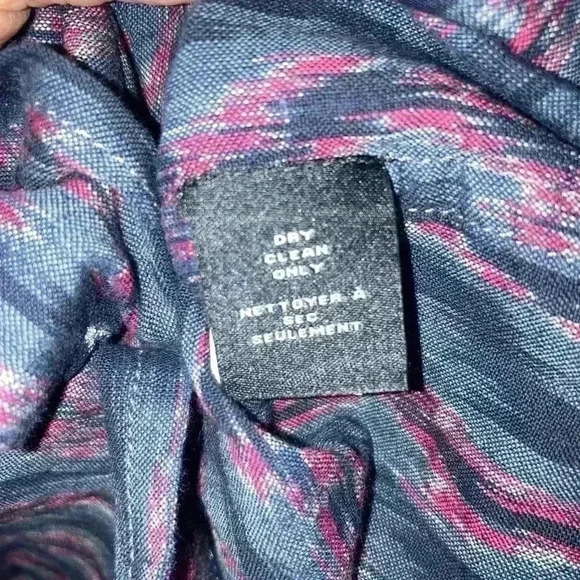 DRY
CLEAN
ONLY
NETTOYER À
SEC
SEULEMENT